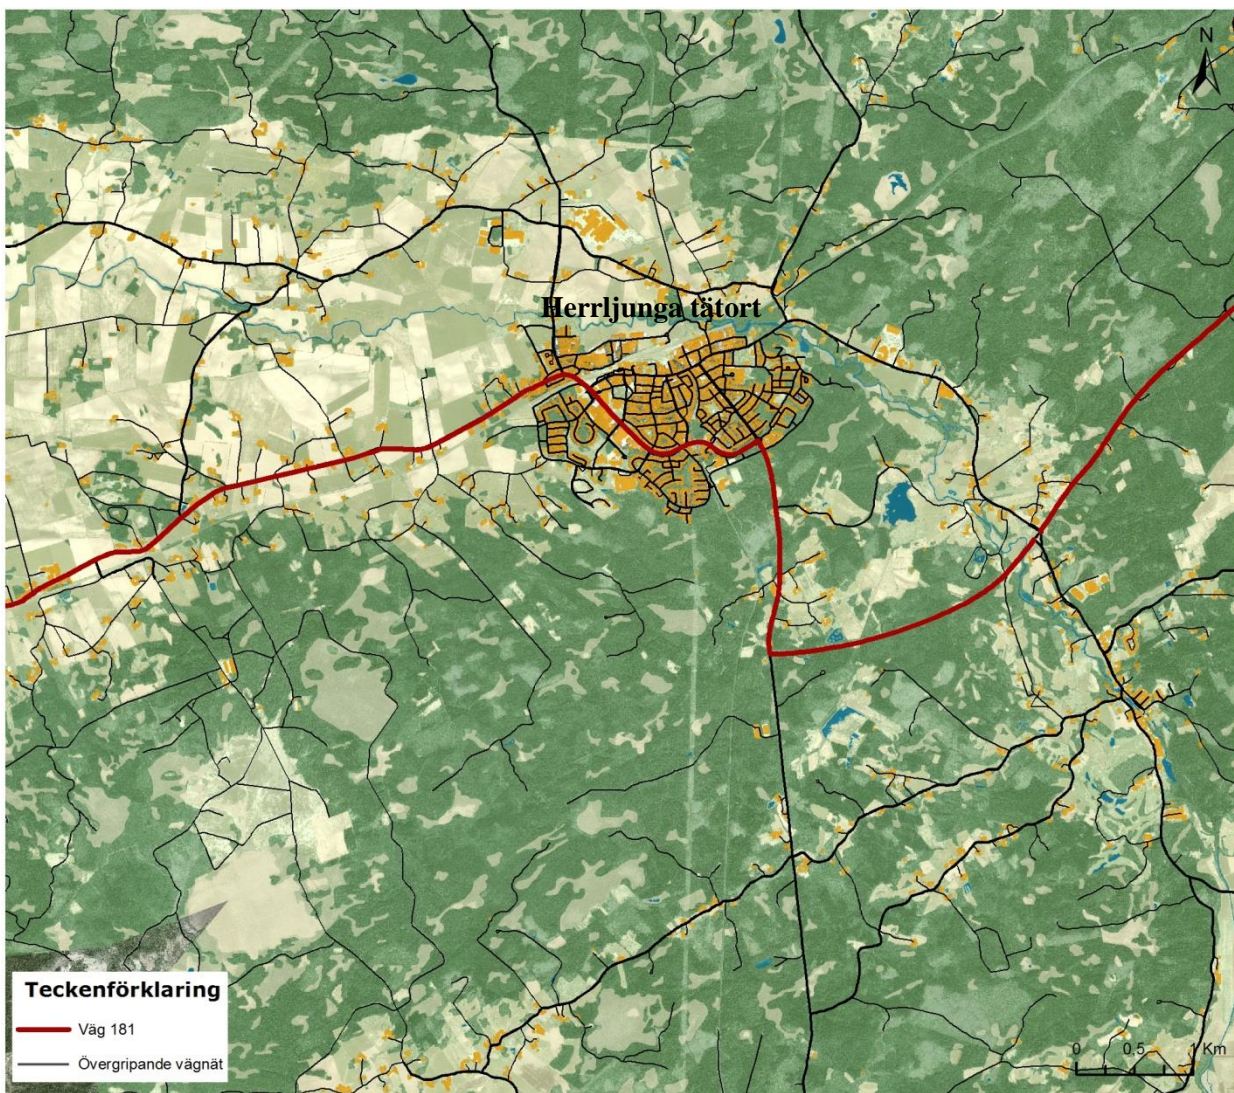 N
Herrljunga tätort
Teckenförklaring
Väg 181
Övergripande vägnät
0 0.5 1 Km